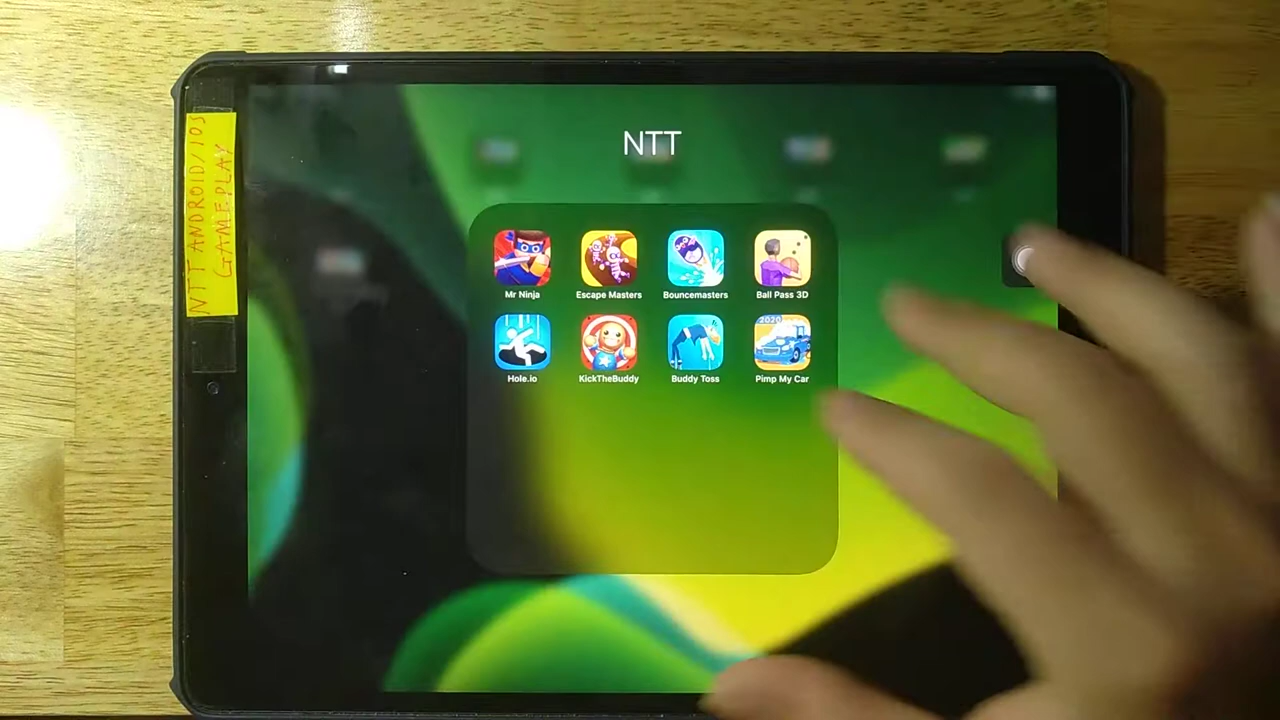 NTT ANDROID/IOS
GAMEPLAY
NTT
Mr Ninja
Escape Masters
Bouncemasters
Ball Pass 3D
2020
Hole.io
KickTheBuddy
Buddy Toss
Pimp My Car